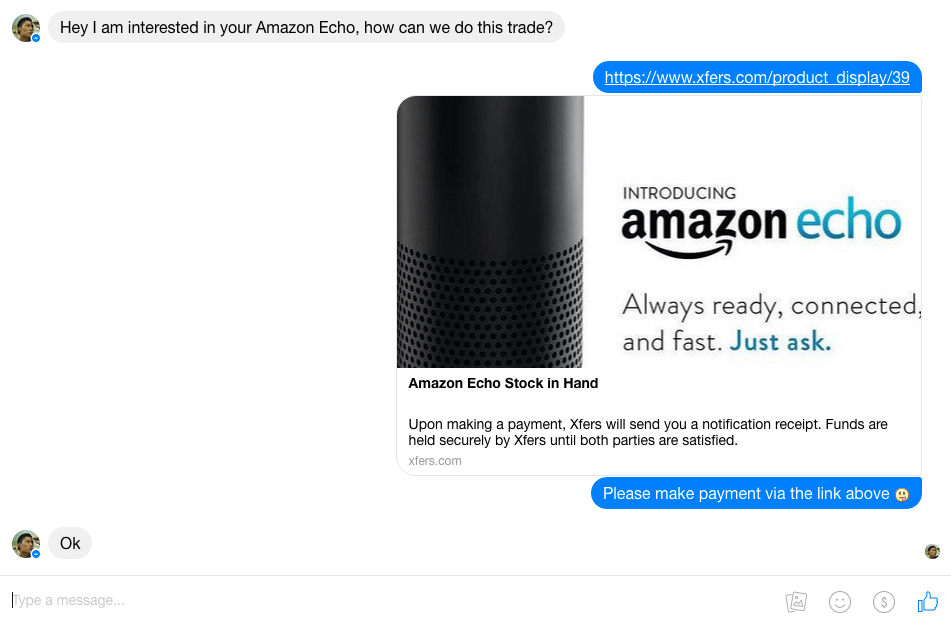 Hey I am interested in your Amazon Echo, how can we do this trade?
https://www.xfers.com/product_display/39
INTRODUCING
amazon echo
Always ready, connected,
and fast. Just ask.
Amazon Echo Stock in Hand
Upon making a payment, Xfers will send you a notification receipt. Funds are
held securely by Xfers until both parties are satisfied.
xfers.com
Please make payment via the link above 😛
Ok
Type a message...